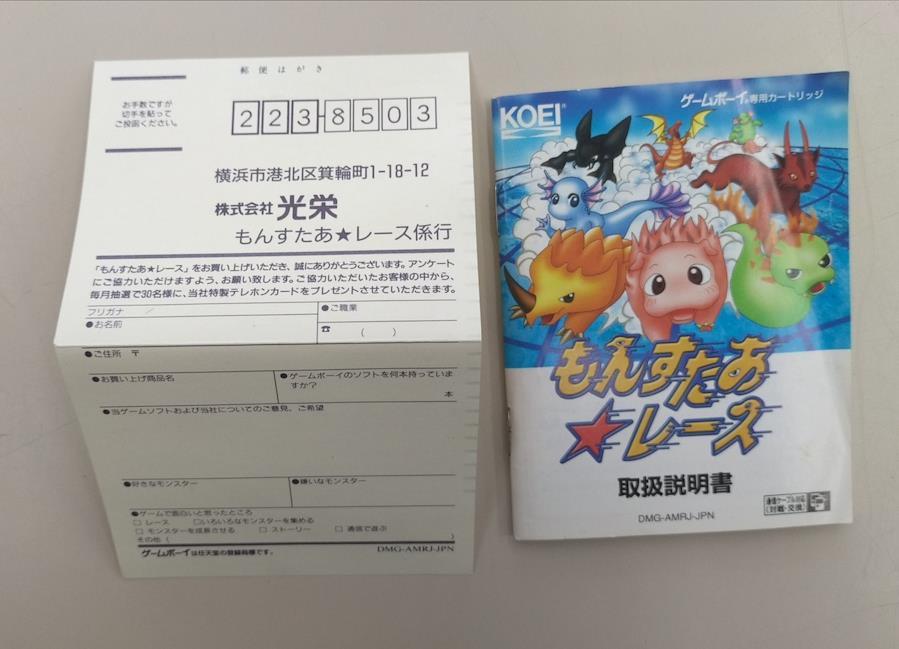 郵便はがき
お手数ですが
切手を貼って
ご投函ください。
223-8503
横浜市港北区箕輪町1-18-12
株式会社 光栄
もんすたあ★レース係行
「もんすたあ★レース」をお買い上げいただき、誠にありがとうございます。アンケート
にご協力いただけますよう、お願い致します。ご協力いただいたお客様の中から、
毎月抽選で30名様に、当社特製テレホンカードをプレゼントさせていただきます。
フリガナ
●お名前
●ご職業
☎ ( )
●ご住所 〒
●お買い上げ商品名
●ゲームボーイのソフトを何本持っていま
すか?
本
●当ゲームソフトおよび当社についてのご意見、ご希望
●好きなモンスター
●嫌いなモンスター
●ゲームで面白いと思ったところ
□ レース □いろいろなモンスターを集める
□ モンスターを成長させる □ ストーリー □ 通信で遊ぶ
その他 ( )
ゲームボーイは任天堂の登録商標です。
DMG-AMRJ-JPN
KOEI®
ゲームボーイ®専用カートリッジ
もんすたあ
★レース
取扱説明書
DMG-AMRJ-JPN
通信ケーブル対応
(対戦・交換)